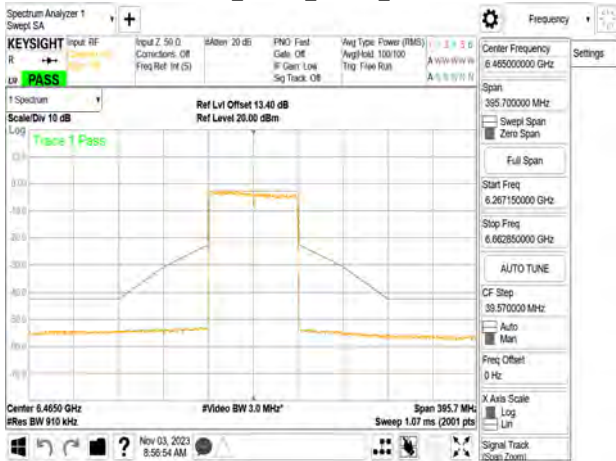 Spectrum Analyzer 1
Swept SA
+
Frequency
KEYSIGHT
Input: RF
Input Z: 50 Ω
#Atten: 20 dB
PNO: Fast
Avg Type: Power (RMS)
Corrections: Off
Gate: Off
Avg|Hold: 100/100
Freq Ref: Int (S)
IF Gain: Low
Trig: Free Run
Sig Track: Off
PASS
1 Spectrum
Scale/Div 10 dB
Ref Lvl Offset 13.40 dB
Ref Level 20.00 dBm
Log
Trace 1 Pass
Center 6.4650 GHz
#Video BW 3.0 MHz*
Span 395.7 MHz
#Res BW 910 kHz
Sweep 1.07 ms (2001 pts
Nov 03, 2023
8:56:54 AM
?
Center Frequency
6.465000000 GHz
Settings
Span
395.700000 MHz
Swept Span
Zero Span
Full Span
Start Freq
6.267150000 GHz
Stop Freq
6.662850000 GHz
AUTO TUNE
CF Step
39.570000 MHz
Auto
Man
Freq Offset
0 Hz
X Axis Scale
Log
Lin
Signal Track
(Span Zoom)